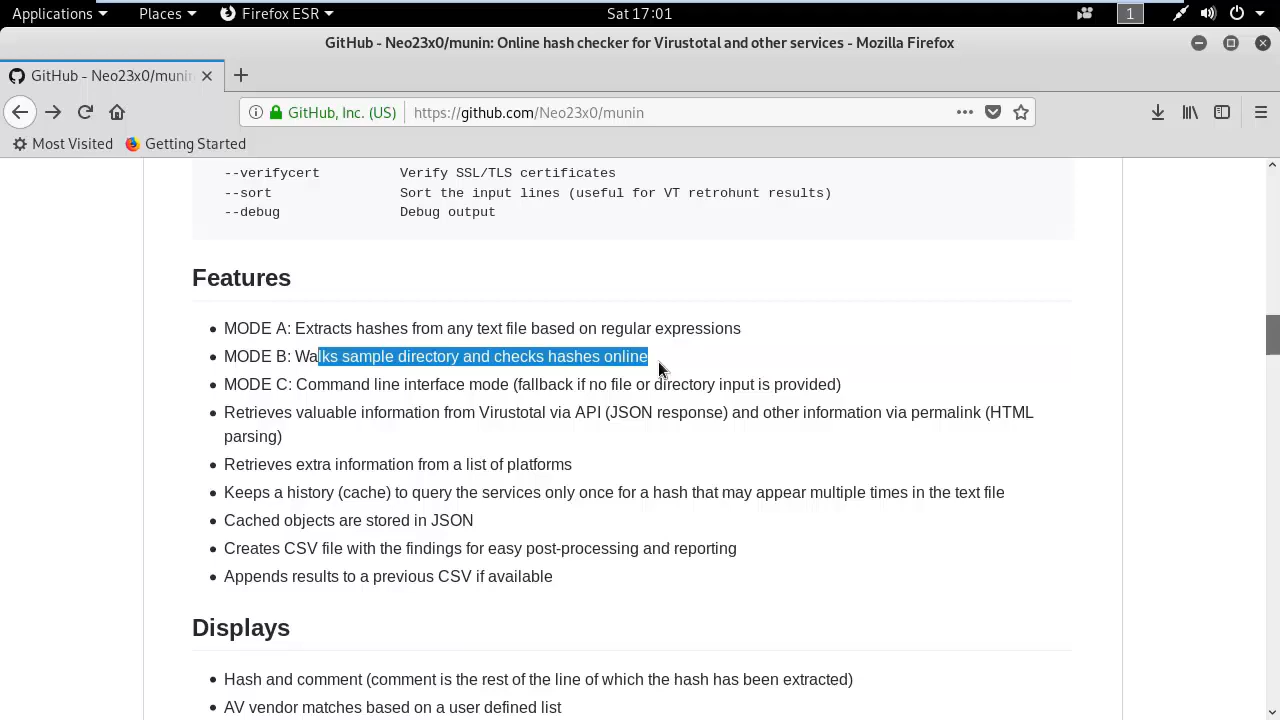 Applications Places Firefox ESR Sat 17:01 1
GitHub - Neo23x0/munin: Online hash checker for Virustotal and other services - Mozilla Firefox
GitHub - Neo23x0/munin
GitHub, Inc. (US) https://github.com/Neo23x0/munin
Most Visited Getting Started
--verifycert Verify SSL/TLS certificates
--sort Sort the input lines (useful for VT retrohunt results)
--debug Debug output
Features
• MODE A: Extracts hashes from any text file based on regular expressions
• MODE B: Walks sample directory and checks hashes online
• MODE C: Command line interface mode (fallback if no file or directory input is provided)
• Retrieves valuable information from Virustotal via API (JSON response) and other information via permalink (HTML
parsing)
• Retrieves extra information from a list of platforms
• Keeps a history (cache) to query the services only once for a hash that may appear multiple times in the text file
• Cached objects are stored in JSON
• Creates CSV file with the findings for easy post-processing and reporting
• Appends results to a previous CSV if available
Displays
• Hash and comment (comment is the rest of the line of which the hash has been extracted)
• AV vendor matches based on a user defined list